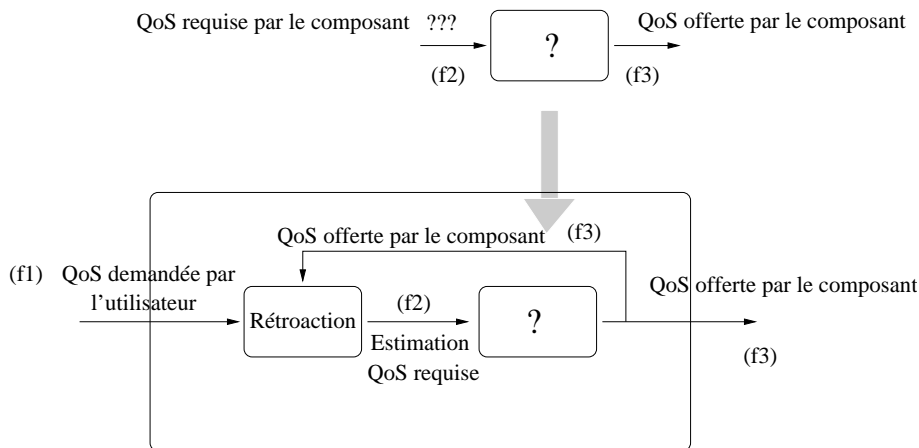 QoS requise par le composant
???
?
QoS offerte par le composant
(f2)
(f3)
QoS offerte par le composant
(f3)
(f1)
QoS demandée par
l’utilisateur
Rétroaction
(f2)
Estimation
QoS requise
?
QoS offerte par le composant
(f3)